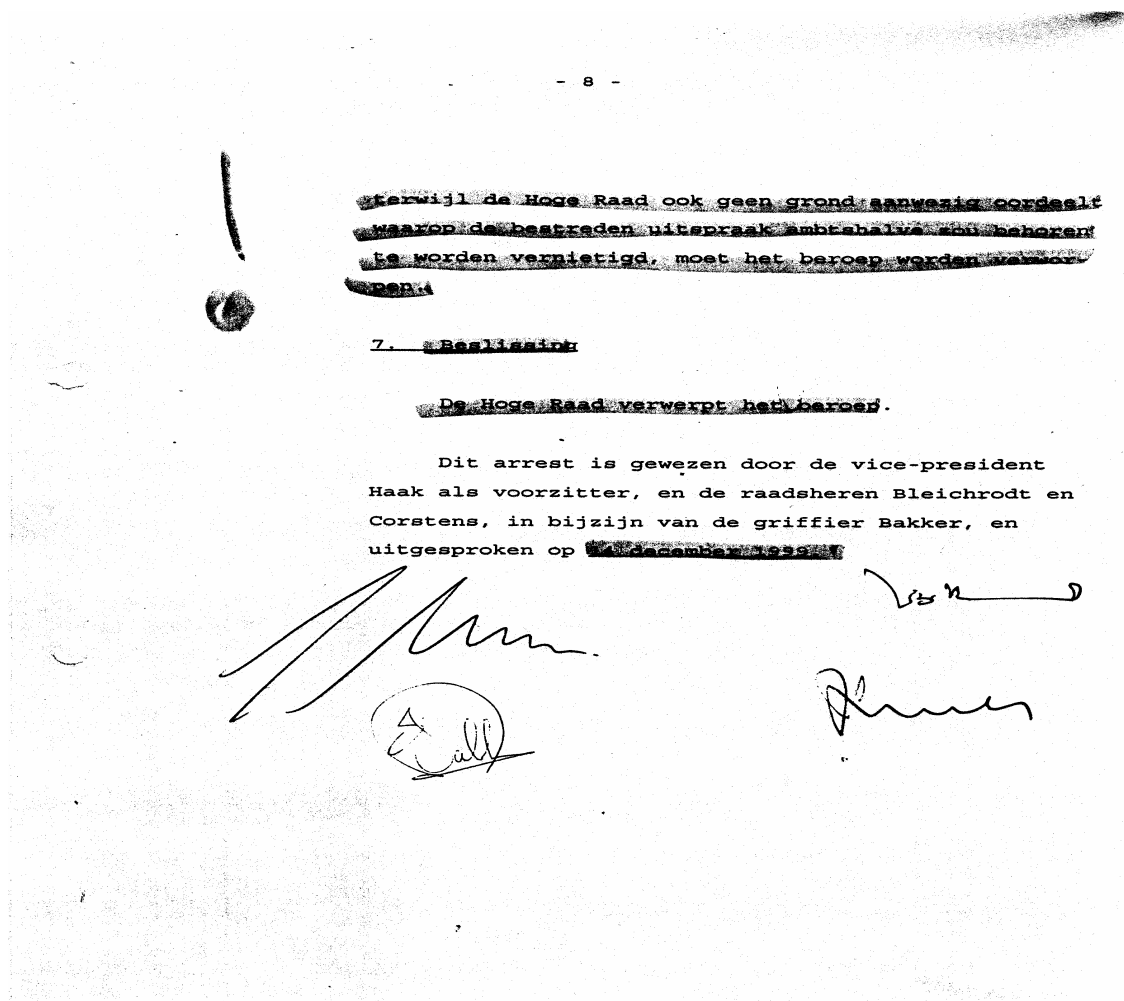 - 8 -
terwijl de Hoge Raad ook geen grond aanwezig oordeelt
waarop de bestreden uitspraak ambtshalve zou behoren
te worden vernietigd, moet het beroep worden verwor-
pen.
7. Beslissing
De Hoge Raad verwerpt het beroep.
Dit arrest is gewezen door de vice-president
Haak als voorzitter, en de raadsheren Bleichrodt en
Corstens, in bijzijn van de griffier Bakker, en
uitgesproken op 14 december 1999.